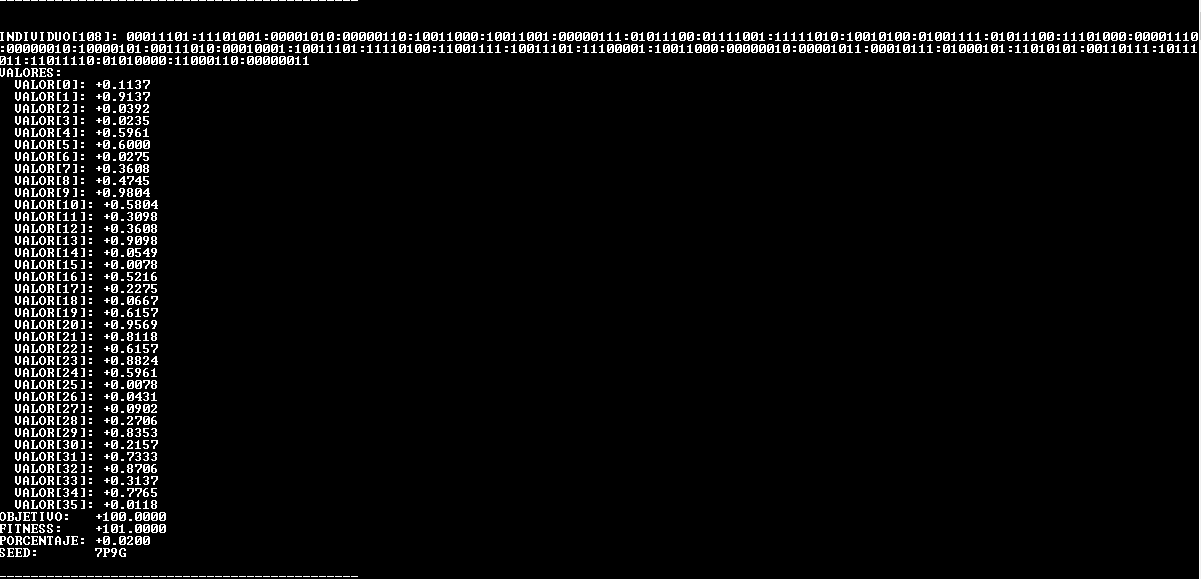 INDIVIDUO[108]: 00011101:11101001:00001010:00000110:10011000:10011001:00000111:01011100:01111001:11111010:10010100:01001111:01011100:11101000:00001110
:00000010:10000101:00111010:00010001:10011101:11110100:11001111:10011101:11100001:10011000:00000010:00001011:00010111:01000101:11010101:00110111:10111
011:11011110:01010000:11000110:00000011
VALORES:
VALOR[0]: +0.1137
VALOR[1]: +0.9137
VALOR[2]: +0.0392
VALOR[3]: +0.0235
VALOR[4]: +0.5961
VALOR[5]: +0.6000
VALOR[6]: +0.0275
VALOR[7]: +0.3608
VALOR[8]: +0.4745
VALOR[9]: +0.9804
VALOR[10]: +0.5804
VALOR[11]: +0.3098
VALOR[12]: +0.3608
VALOR[13]: +0.9098
VALOR[14]: +0.0549
VALOR[15]: +0.0078
VALOR[16]: +0.5216
VALOR[17]: +0.2275
VALOR[18]: +0.0667
VALOR[19]: +0.6157
VALOR[20]: +0.9569
VALOR[21]: +0.8118
VALOR[22]: +0.6157
VALOR[23]: +0.8824
VALOR[24]: +0.5961
VALOR[25]: +0.0078
VALOR[26]: +0.0431
VALOR[27]: +0.0902
VALOR[28]: +0.2706
VALOR[29]: +0.8353
VALOR[30]: +0.2157
VALOR[31]: +0.7333
VALOR[32]: +0.8706
VALOR[33]: +0.3137
VALOR[34]: +0.7765
VALOR[35]: +0.0118
OBJETIVO: +100.0000
FITNESS: +101.0000
PORCENTAJE: +0.0200
SEED: 7P9G